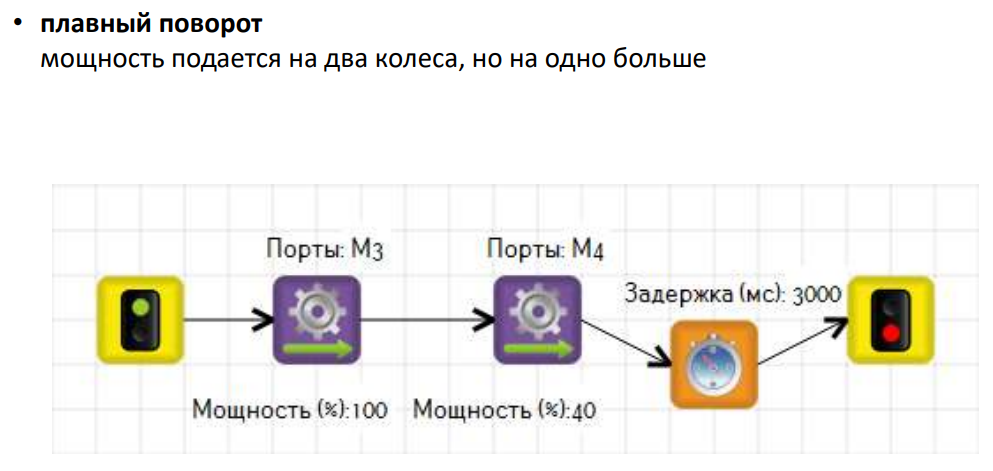 • плавный поворот
мощность подается на два колеса, но на одно больше
Порты: М3
Порты: М4
Задержка (мс): 3000
Мощность (%):100
Мощность (%):40